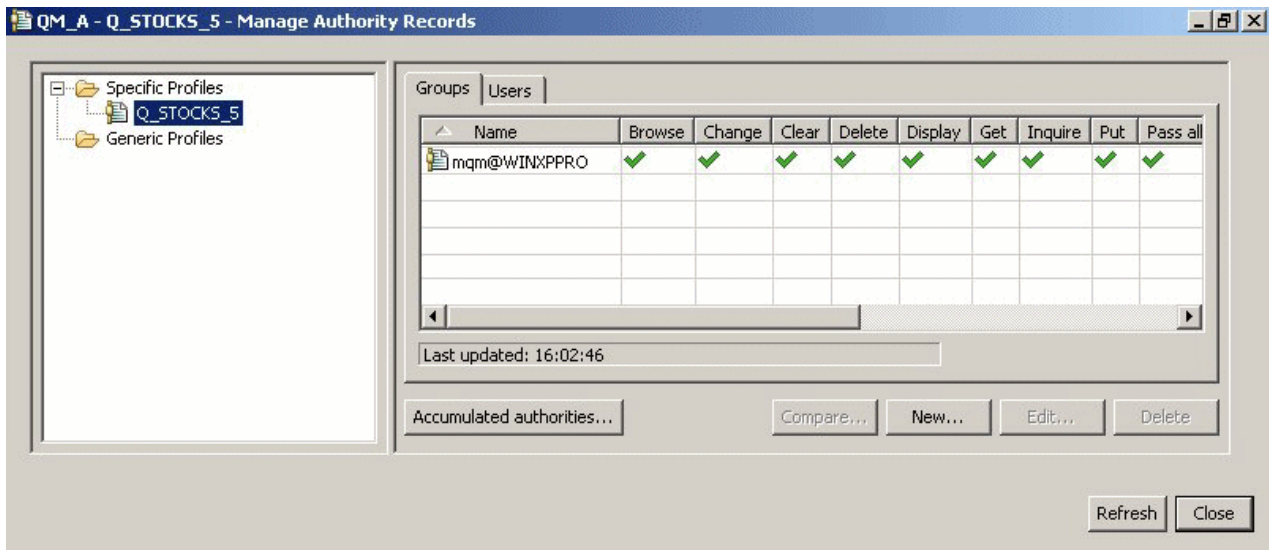 QM_A - Q_STOCKS_5 - Manage Authority Records
Specific Profiles
Q_STOCKS_5
Generic Profiles
Groups Users
Name Browse Change Clear Delete Display Get Inquire Put Pass all
mqm@WINXPPRO
Last updated: 16:02:46
Accumulated authorities... Compare... New... Edit... Delete
Refresh Close